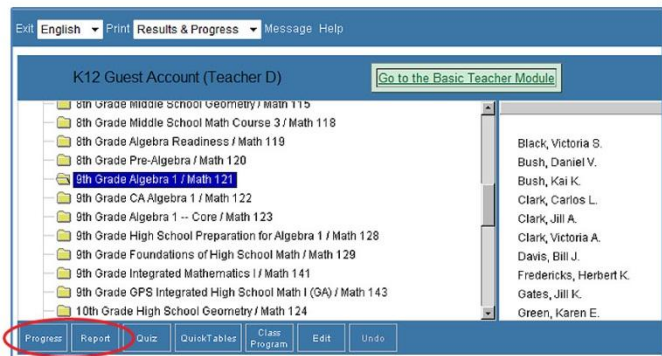 Exit English Print Results & Progress Message Help
K12 Guest Account (Teacher D)
Go to the Basic Teacher Module
8th Grade Middle School Geometry / Math 115
8th Grade Middle School Math Course 3 / Math 118
8th Grade Algebra Readiness / Math 119
8th Grade Pre-Algebra / Math 120
9th Grade Algebra 1 / Math 121
9th Grade CA Algebra 1 / Math 122
9th Grade Algebra 1 -- Core / Math 123
9th Grade High School Preparation for Algebra 1 / Math 128
9th Grade Foundations of High School Math / Math 129
9th Grade Integrated Mathematics I / Math 141
9th Grade GPS Integrated High School Math I (GA) / Math 143
10th Grade High School Geometry / Math 124
Black, Victoria S.
Bush, Daniel V.
Bush, Kai K.
Clark, Carlos L.
Clark, Jill A.
Clark, Victoria A.
Davis, Bill J.
Fredericks, Herbert K.
Gates, Jill K.
Green, Karen E.
Progress Report Quiz QuickTables Class Program Edit Undo